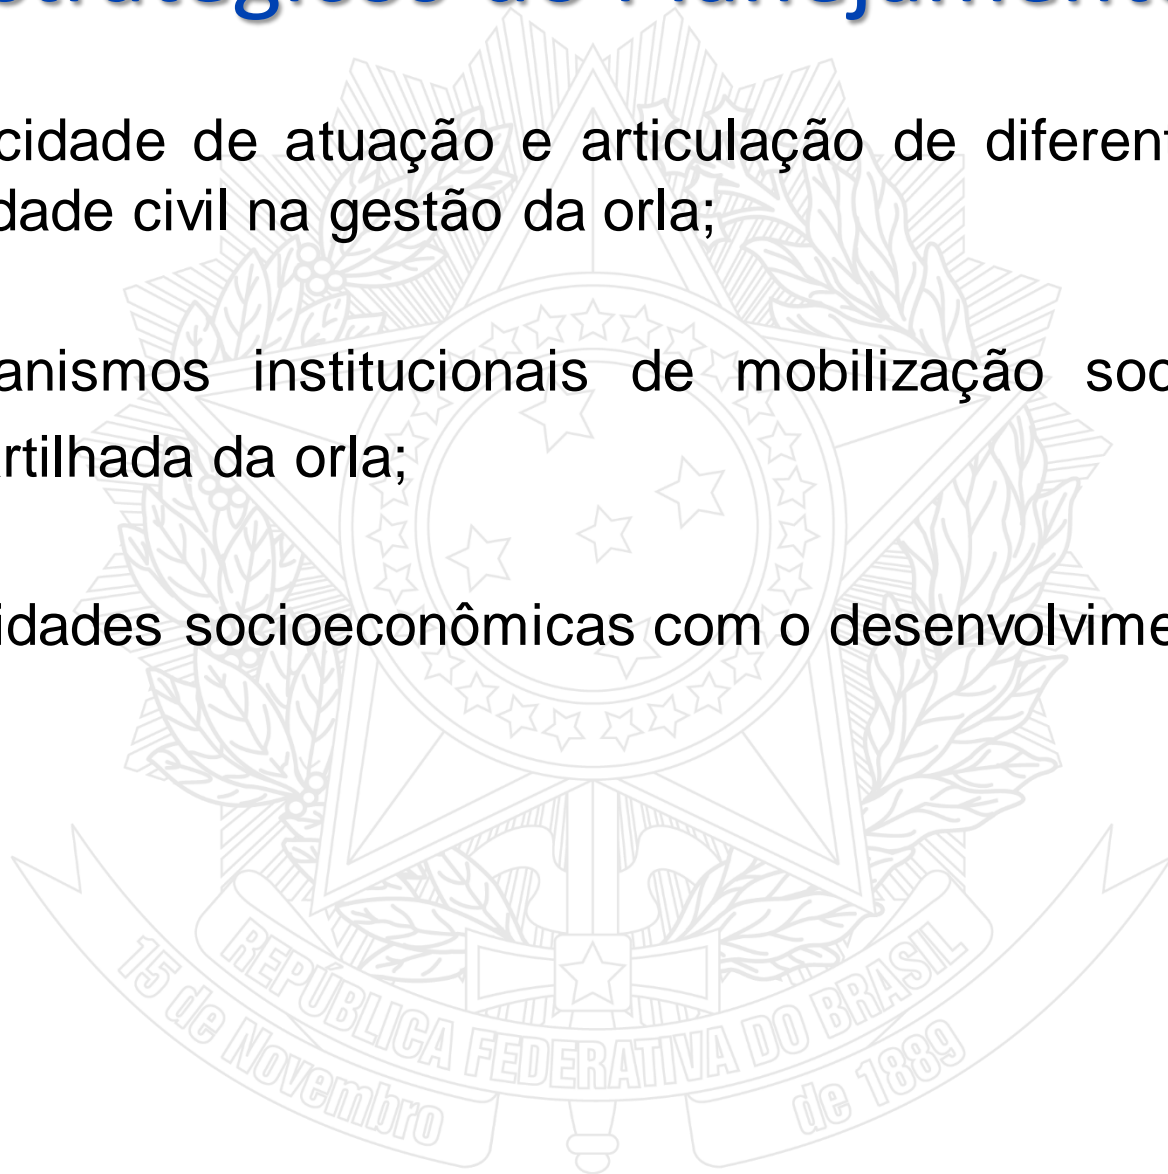 stratégicos do Planejament
cidade de atuação e articulação de diferent
dade civil na gestão da orla;
anismos institucionais de mobilização soc
rtilhada da orla;
idades socioeconômicas com o desenvolvime
REPÚBLICA FEDERATIVA DO BRASIL
15 de Novembro
de 1889